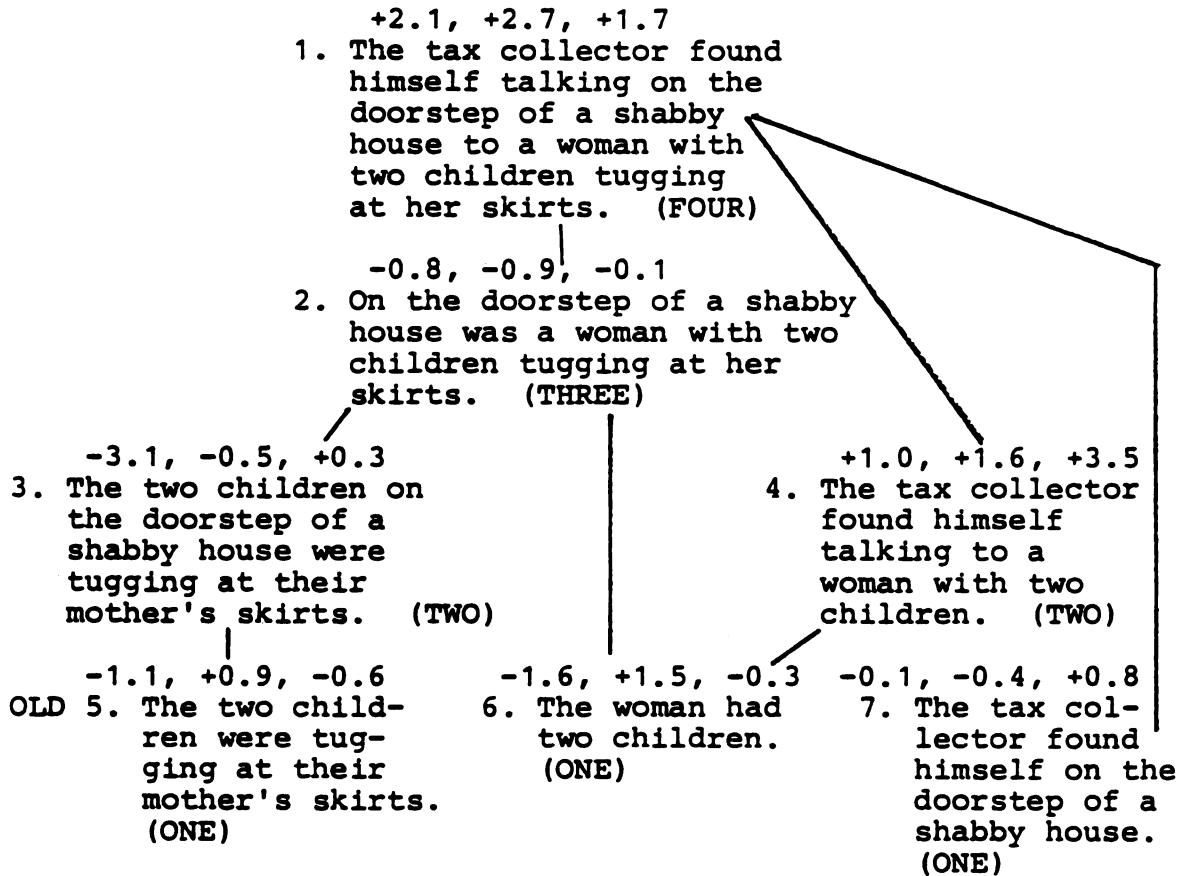 +2.1, +2.7, +1.7
1. The tax collector found
himself talking on the
doorstep of a shabby
house to a woman with
two children tugging
at her skirts. (FOUR)
-0.8, -0.9, -0.1
2. On the doorstep of a shabby
house was a woman with two
children tugging at her
skirts. (THREE)
-3.1, -0.5, +0.3
3. The two children on
the doorstep of a
shabby house were
tugging at their
mother's skirts. (TWO)
+1.0, +1.6, +3.5
4. The tax collector
found himself
talking to a
woman with two
children. (TWO)
-1.1, +0.9, -0.6
OLD 5. The two child-
ren were tug-
ging at their
mother's skirts.
(ONE)
-1.6, +1.5, -0.3
6. The woman had
two children.
(ONE)
-0.1, -0.4, +0.8
7. The tax col-
lector found
himself on the
doorstep of a
shabby house.
(ONE)